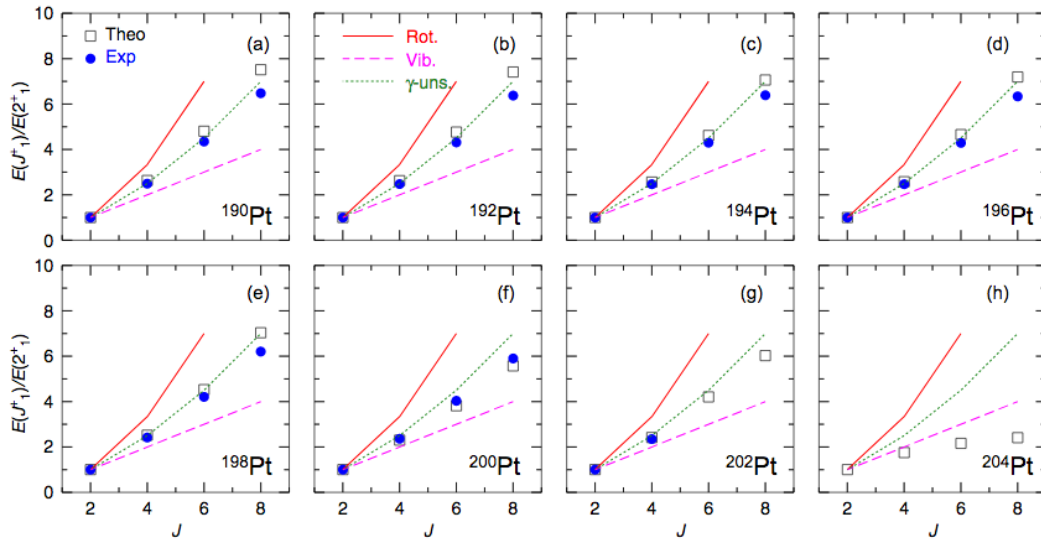 10
8
6
4
2
0
E(J⁺₁)/E(2⁺₁)
Theo
Exp
(a)
¹⁹⁰Pt
Rot.
Vib.
γ-uns.
(b)
¹⁹²Pt
(c)
¹⁹⁴Pt
(d)
¹⁹⁶Pt
10
8
6
4
2
0
E(J⁺₁)/E(2⁺₁)
(e)
¹⁹⁸Pt
(f)
²⁰⁰Pt
(g)
²⁰²Pt
(h)
²⁰⁴Pt
2 4 6 8
2 4 6 8
2 4 6 8
2 4 6 8
J
J
J
J